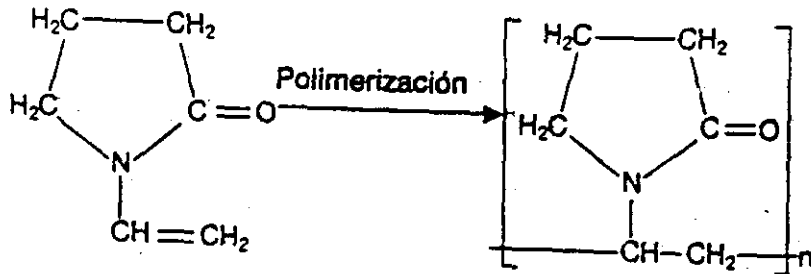 H₂C CH₂ H₂C CH₂
Polimerización
H₂C C=O H₂C C=O
N N
CH=CH₂ CH-CH₂ n